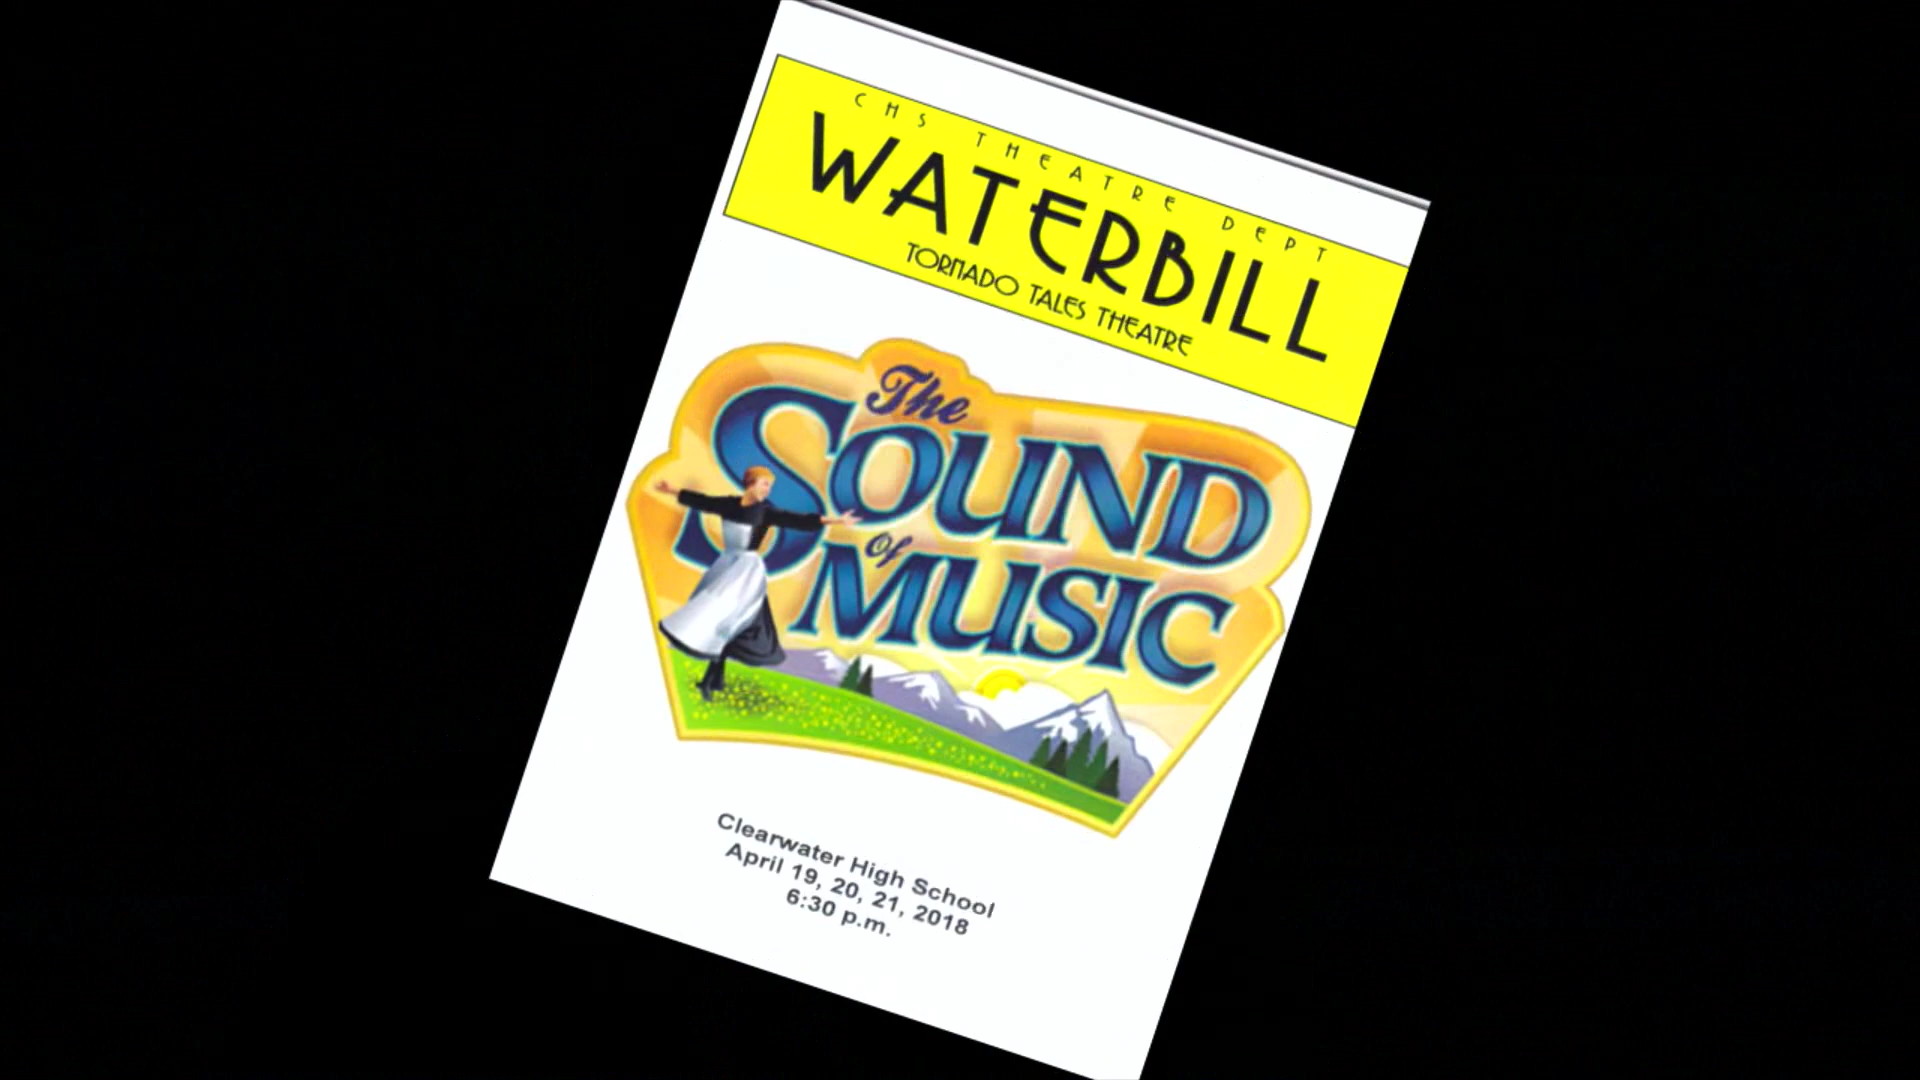 CHS THEATRE DEPT
WATERBILL
TORNADO TALES THEATRE
The
SOUND
Of
MUSIC
Clearwater High School
April 19, 20, 21, 2018
6:30 p.m.